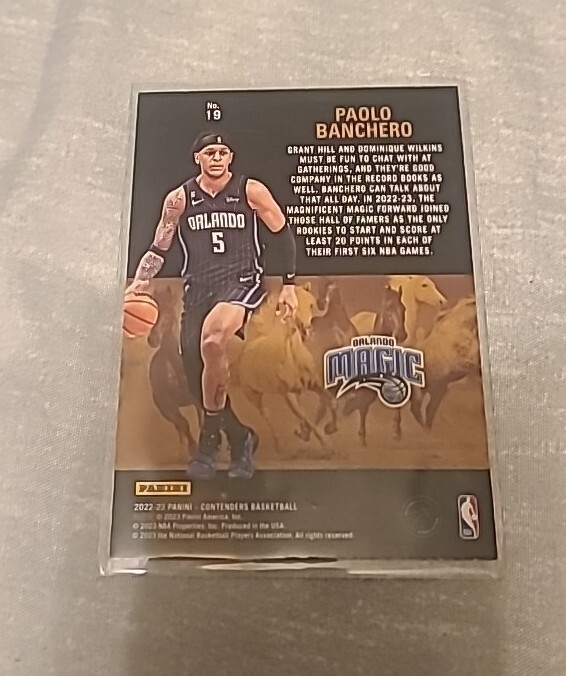 No.
19
PAOLO
BANCHERO
GRANT HILL AND DOMINIQUE WILKINS
MUST BE FUN TO CHAT WITH AT
GATHERINGS, AND THEY'RE GOOD
COMPANY IN THE RECORD BOOKS AS
WELL. BANCHERO CAN TALK ABOUT
THAT ALL DAY. IN 2022-23, THE
MAGNIFICENT MAGIC FORWARD JOINED
THOSE HALL OF FAMERS AS THE ONLY
ROOKIES TO START AND SCORE AT
LEAST 20 POINTS IN EACH OF
THEIR FIRST SIX NBA GAMES.
Disney
ORLANDO
5
ORLANDO
MAGIC
PANINI
2022-23 PANINI - CONTENDERS BASKETBALL
© 2023 Panini America, Inc.
© 2023 NBA Properties, Inc. Produced in the USA.
© 2023 the National Basketball Players Association. All rights reserved.